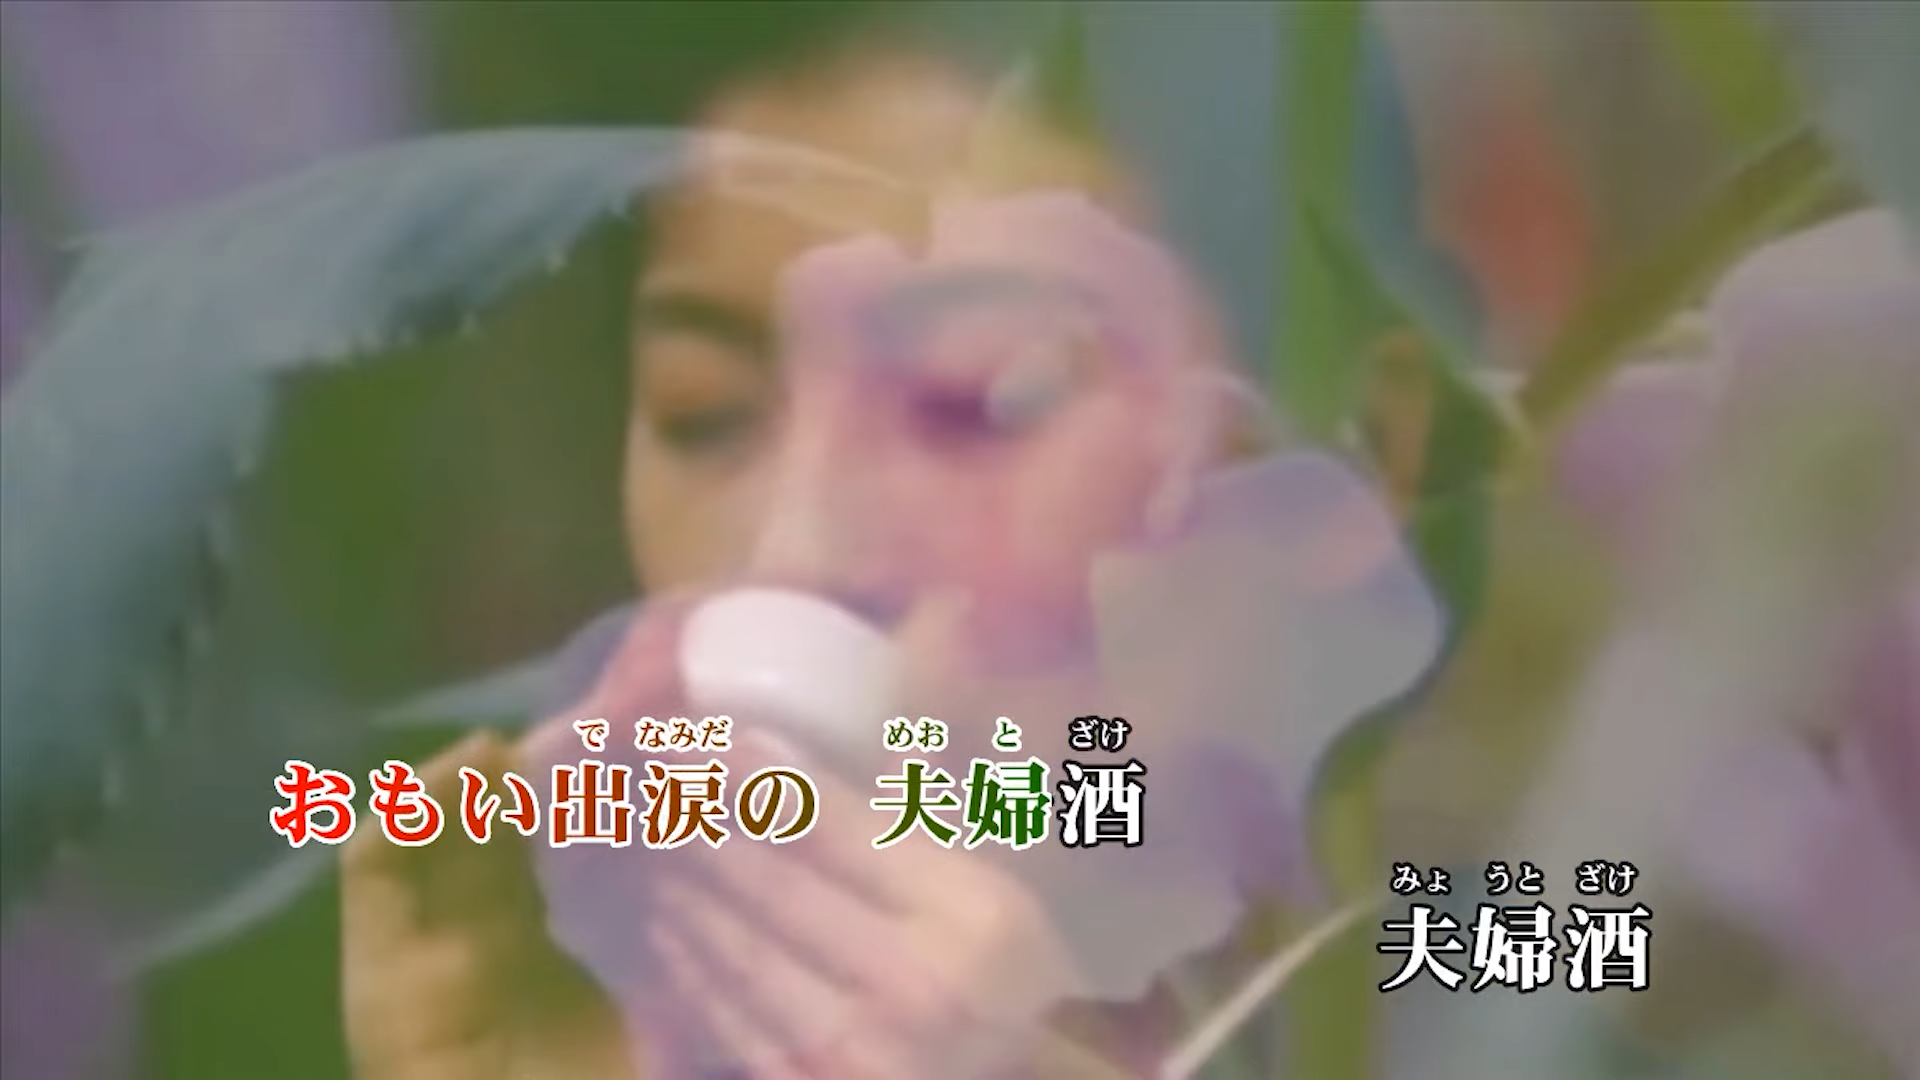 で なみだ めお と ざけ
おもい出涙の 夫婦酒
みょ うと ざけ
夫婦酒